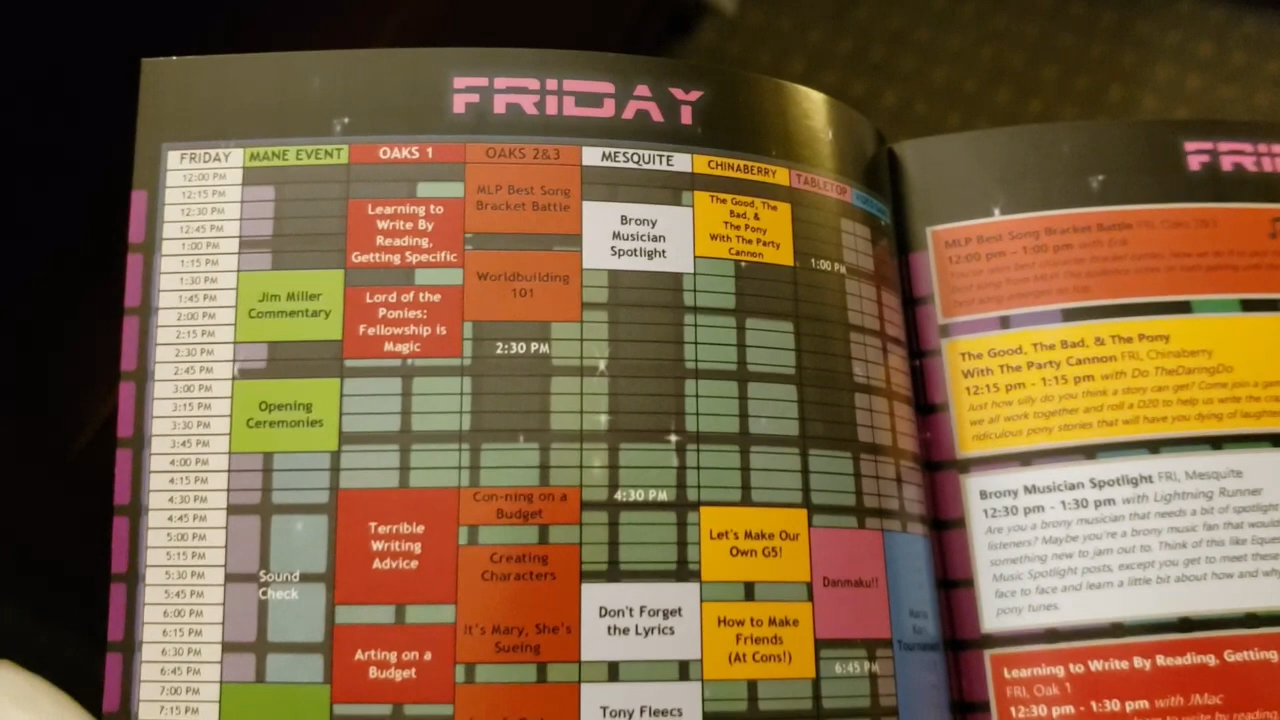 FRIDAY
FRIDAY
MANE EVENT
OAKS 1
OAKS 2&3
MESQUITE
CHINABERRY
TABLETOP
12:00 PM
12:15 PM
12:30 PM
12:45 PM
1:00 PM
1:15 PM
1:30 PM
1:45 PM
2:00 PM
2:15 PM
2:30 PM
2:45 PM
3:00 PM
3:15 PM
3:30 PM
3:45 PM
4:00 PM
4:15 PM
4:30 PM
4:45 PM
5:00 PM
5:15 PM
5:30 PM
5:45 PM
6:00 PM
6:15 PM
6:30 PM
6:45 PM
7:00 PM
7:15 PM
Jim Miller
Commentary
Opening
Ceremonies
Sound
Check
Learning to
Write By
Reading,
Getting Specific
Lord of the
Ponies:
Fellowship is
Magic
Terrible
Writing
Advice
Arting on a
Budget
MLP Best Song
Bracket Battle
Worldbuilding
101
2:30 PM
Con-ning on a
Budget
Creating
Characters
It's Mary, She's
Sueing
Brony
Musician
Spotlight
4:30 PM
Don't Forget
the Lyrics
Tony Fleecs
The Good, The
Bad, &
The Pony
With The Party
Cannon
Let's Make Our
Own G5!
How to Make
Friends
(At Cons!)
1:00 PM
Danmaku!!
6:45 PM
FRI
MLP Best Song Bracket Battle FRI, Oaks 2&3
12:00 pm - 1:00 pm with
The Good, The Bad, & The Pony
With The Party Cannon FRI, Chinaberry
12:15 pm - 1:15 pm with Do TheDaringDo
Just how silly do you think a story can get? Come join a
we all work together and roll a D20 to help us write the
ridiculous pony stories that will have you dying of
Brony Musician Spotlight FRI, Mesquite
12:30 pm - 1:30 pm with Lightning Runner
Are you a brony musician that needs a bit of spotlight
listeners? Maybe you're a brony music fan that would
something new to jam out to. Think of this like
Music Spotlight posts, except you get to meet these
face to face and learn a little bit about how and
pony tunes.
Learning to Write By Reading, Getting
FRI, Oak 1
12:30 pm - 1:30 pm with JMac